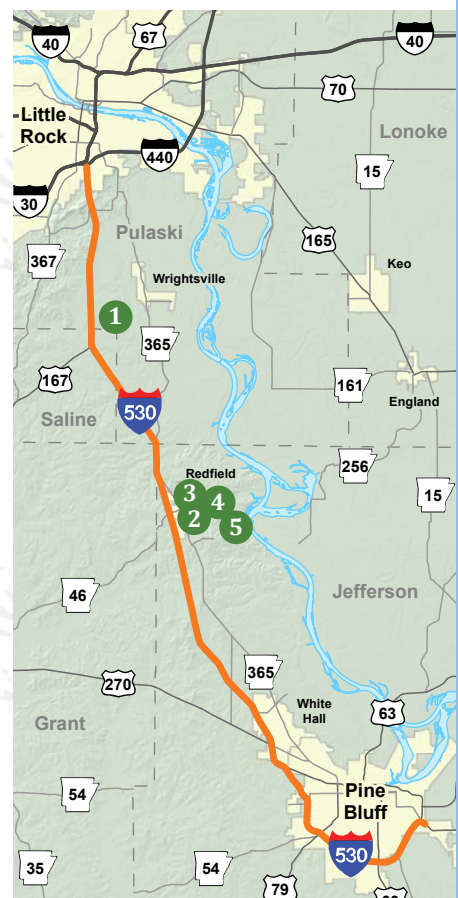 40
67
40
70
Little
Rock
Lonoke
440
15
30
Pulaski
165
367
Wrightsville
Keo
1
365
167
161
England
Saline
530
Redfield
256
3
4
15
2
5
46
Jefferson
270
365
White
Hall
63
Grant
54
Pine
Bluff
530
35
54
79